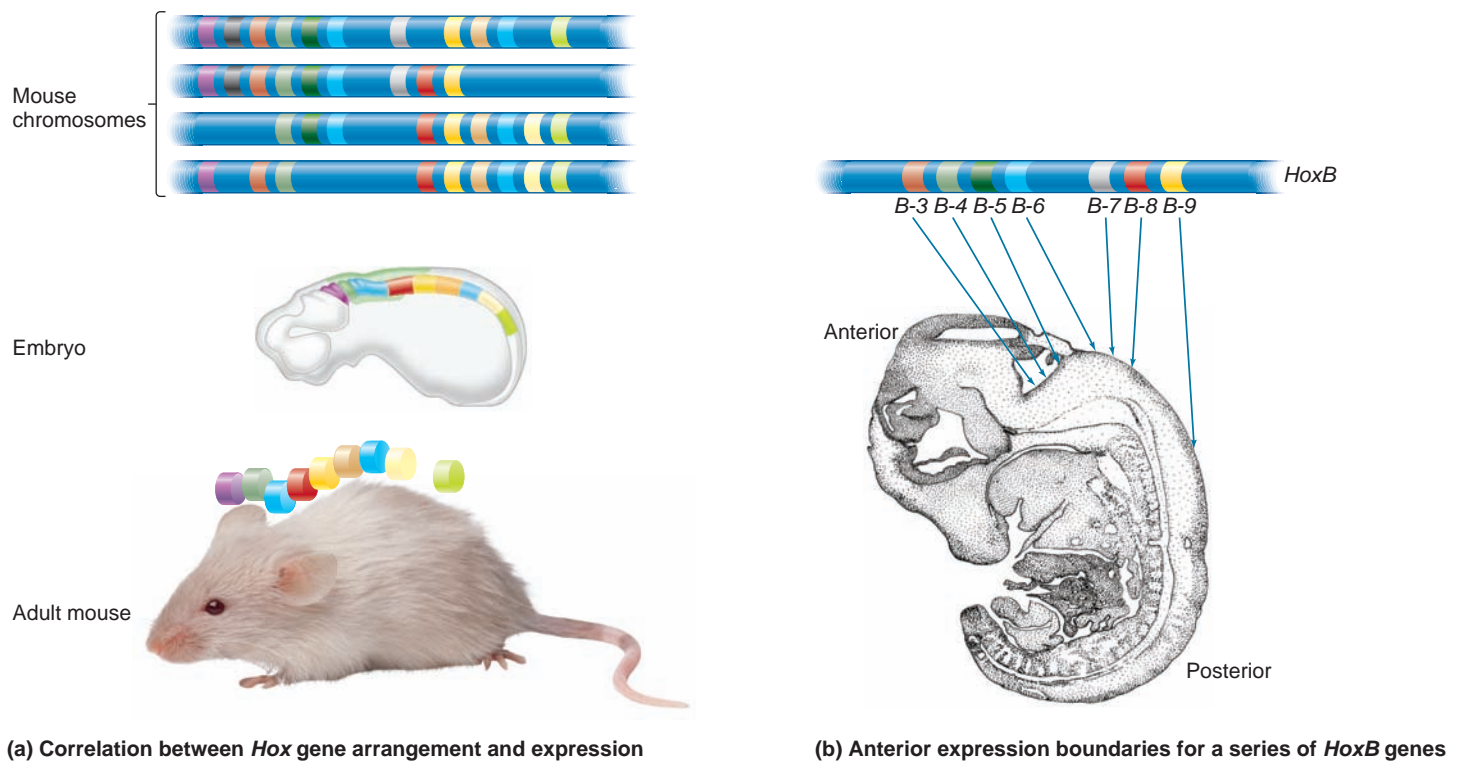 Mouse
chromosomes
Embryo
Adult mouse
(a) Correlation between Hox gene arrangement and expression
HoxB
B-3 B-4 B-5 B-6 B-7 B-8 B-9
Anterior
Posterior
(b) Anterior expression boundaries for a series of HoxB genes